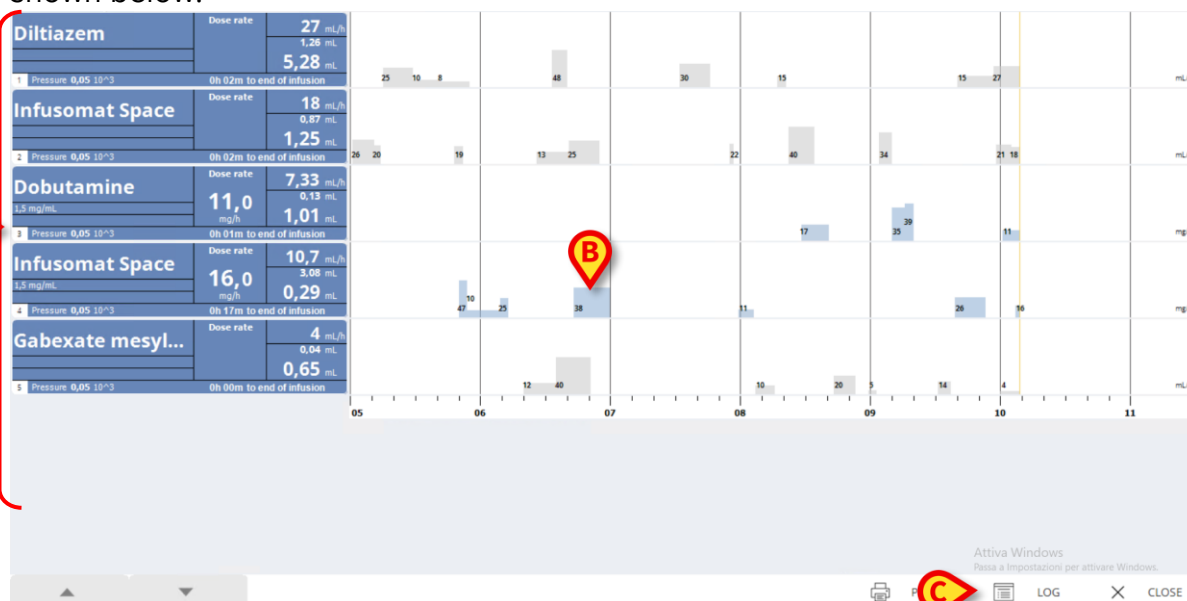 shown below.
Diltiazem
Dose rate
27 mL/h
1,26 mL
5,28 mL
1 Pressure 0,05 10^3 0h 02m to end of infusion
25 10 8 48 30 15 15 27
Infusomat Space
Dose rate
18 mL/h
0,87 mL
1,25 mL
2 Pressure 0,05 10^3 0h 02m to end of infusion
26 20 19 13 25 22 40 34 21 18
Dobutamine
1,5 mg/mL
Dose rate
11,0
mg/h
7,33 mL/h
0,13 mL
1,01 mL
3 Pressure 0,05 10^3 0h 01m to end of infusion
17 35 39 11
B
Infusomat Space
1,5 mg/mL
Dose rate
16,0
mg/h
10,7 mL/h
3,08 mL
0,29 mL
4 Pressure 0,05 10^3 0h 17m to end of infusion
47 10 25 38 11 26 16
Gabexate mesyl...
Dose rate
4 mL/h
0,04 mL
0,65 mL
5 Pressure 0,05 10^3 0h 00m to end of infusion
12 40 10 20 5 14 4
05 06 07 08 09 10 11
Attiva Windows
Passa a Impostazioni per attivare Windows.
P C LOG CLOSE